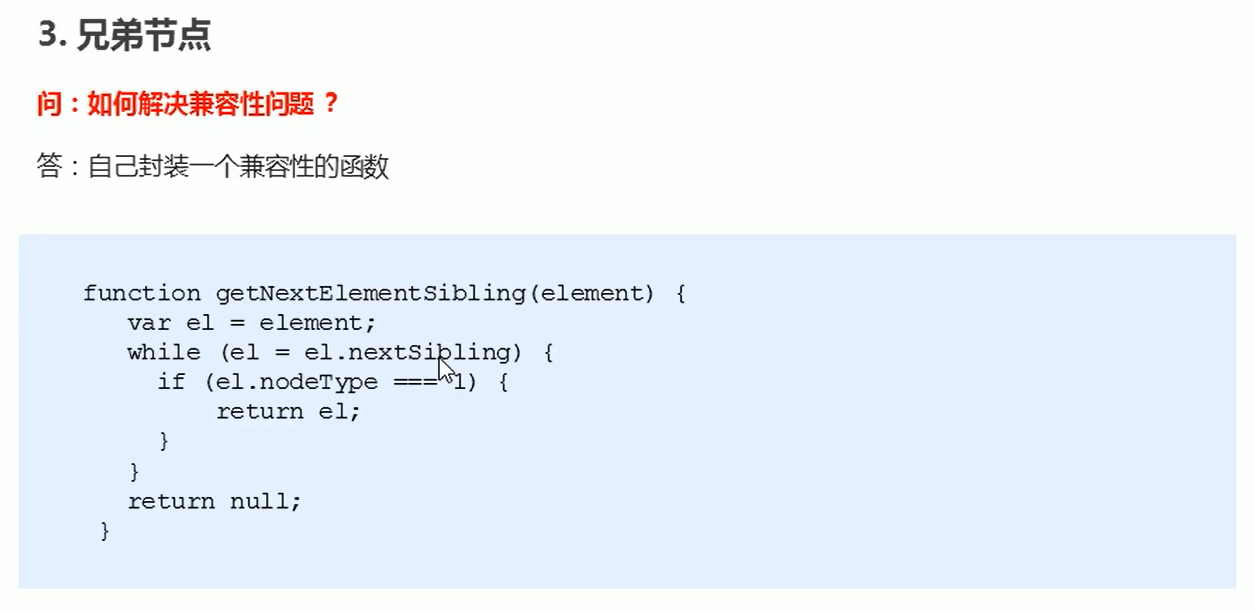 3. 兄弟节点
问：如何解决兼容性问题 ？
答：自己封装一个兼容性的函数
function getNextElementSibling(element) {
var el = element;
while (el = el.nextSibling) {
if (el.nodeType === 1) {
return el;
}
}
return null;
}